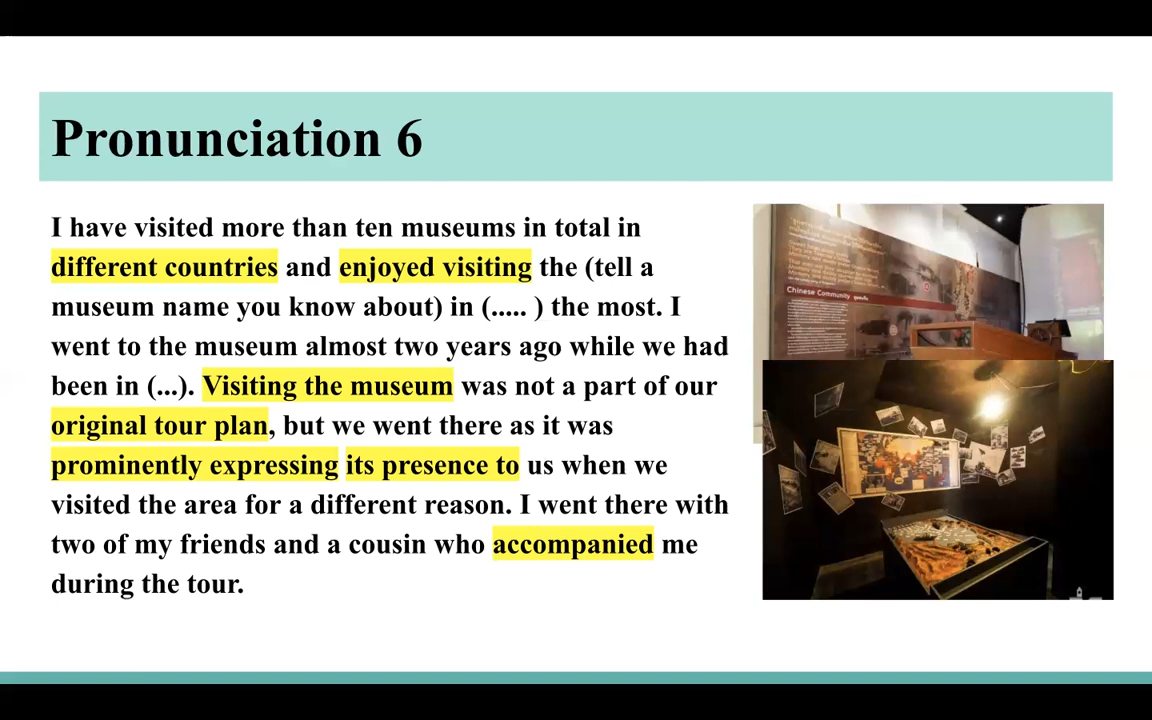 Pronunciation 6
I have visited more than ten museums in total in
different countries and enjoyed visiting the (tell a
museum name you know about) in (..... ) the most. I
went to the museum almost two years ago while we had
been in (...). Visiting the museum was not a part of our
original tour plan, but we went there as it was
prominently expressing its presence to us when we
visited the area for a different reason. I went there with
two of my friends and a cousin who accompanied me
during the tour.
Chinese Community